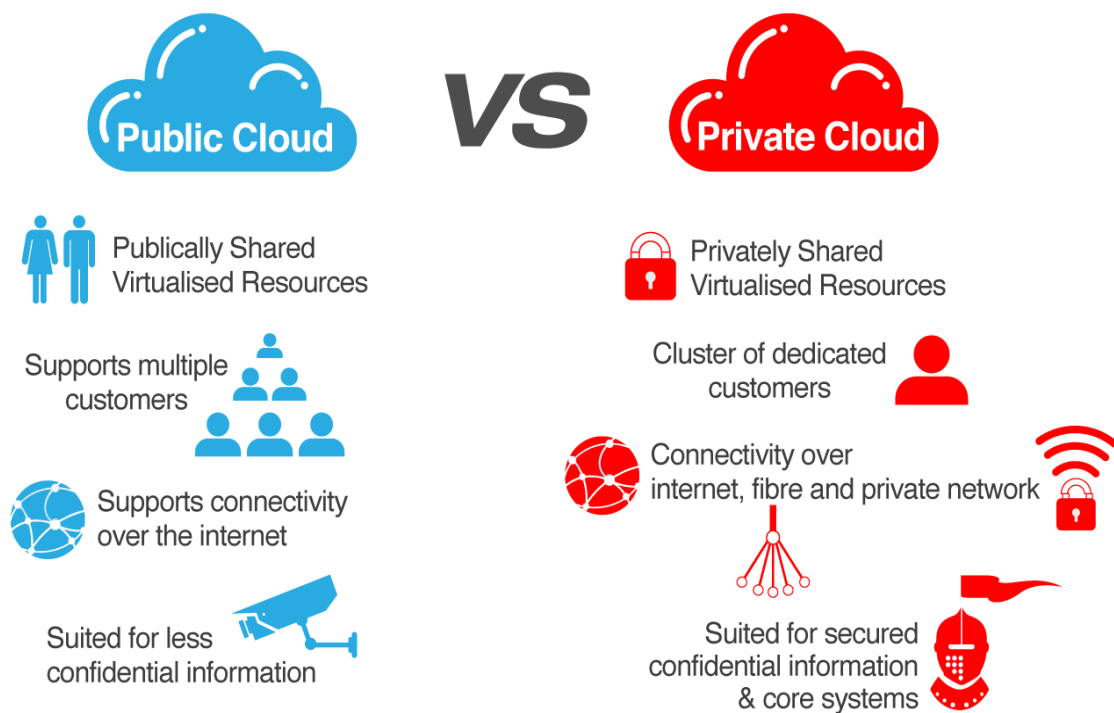 Public Cloud
VS
Private Cloud
Publically Shared
Virtualised Resources
Supports multiple
customers
Supports connectivity
over the internet
Suited for less
confidential information
Privately Shared
Virtualised Resources
Cluster of dedicated
customers
Connectivity over
internet, fibre and private network
Suited for secured
confidential information
& core systems